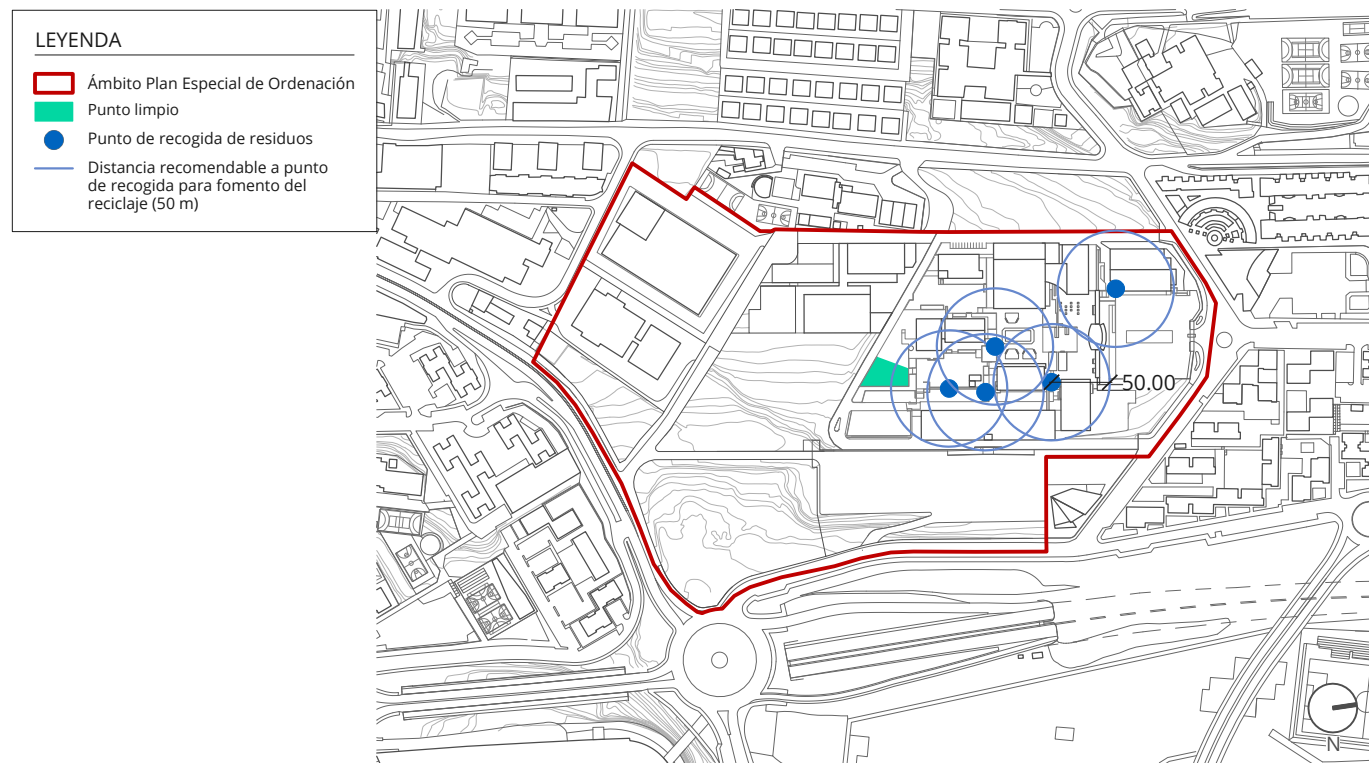 LEYENDA
Ámbito Plan Especial de Ordenación
Punto limpio
Punto de recogida de residuos
Distancia recomendable a punto
de recogida para fomento del
reciclaje (50 m)
50.00
N